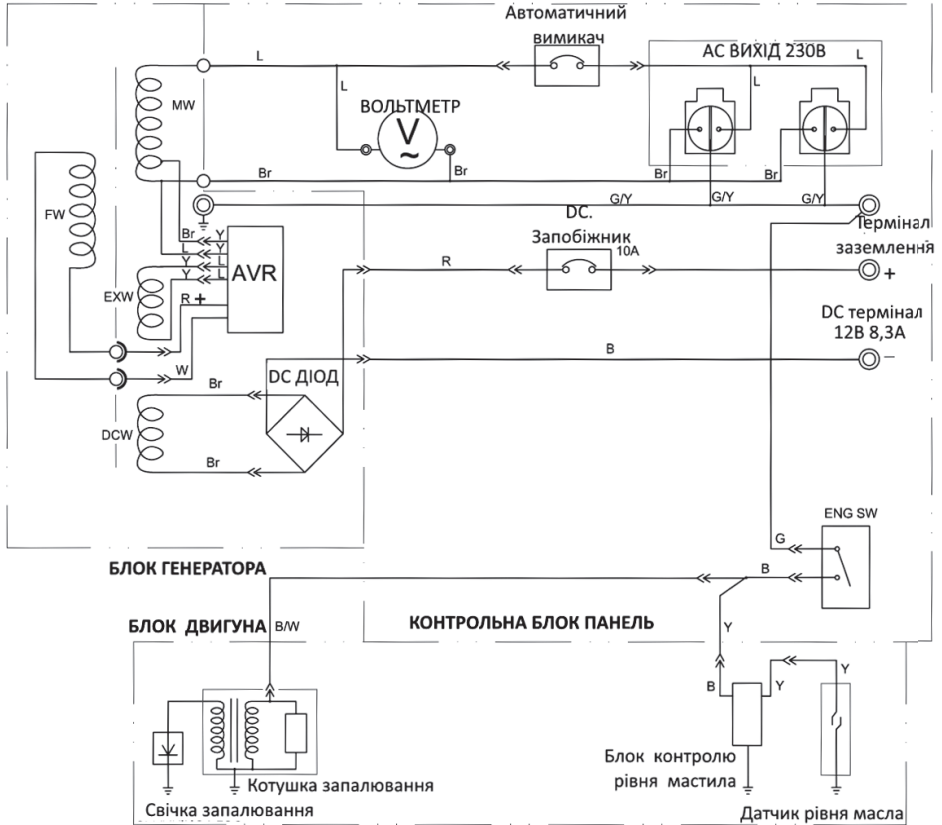 Автоматичний
вимикач
АС ВИХІД 230В
L
L
L
L
MW
ВОЛЬТМЕТР
V
~
Br
Br
Br
Br
G/Y
G/Y
G/Y
FW
Br Y
L Y
Y L
Y L
AVR
EXW
R +
W
DC.
Запобіжник
10А
R
Термінал
заземлення
+
DC термінал
12В 8,3А
–
B
DC ДІОД
Br
DCW
Br
ENG SW
G
B
БЛОК ГЕНЕРАТОРА
БЛОК ДВИГУНА
B/W
КОНТРОЛЬНА БЛОК ПАНЕЛЬ
Y
B
Y
Y
Блок контролю
рівня мастила
Котушка запалювання
Свічка запалювання
Датчик рівня масла